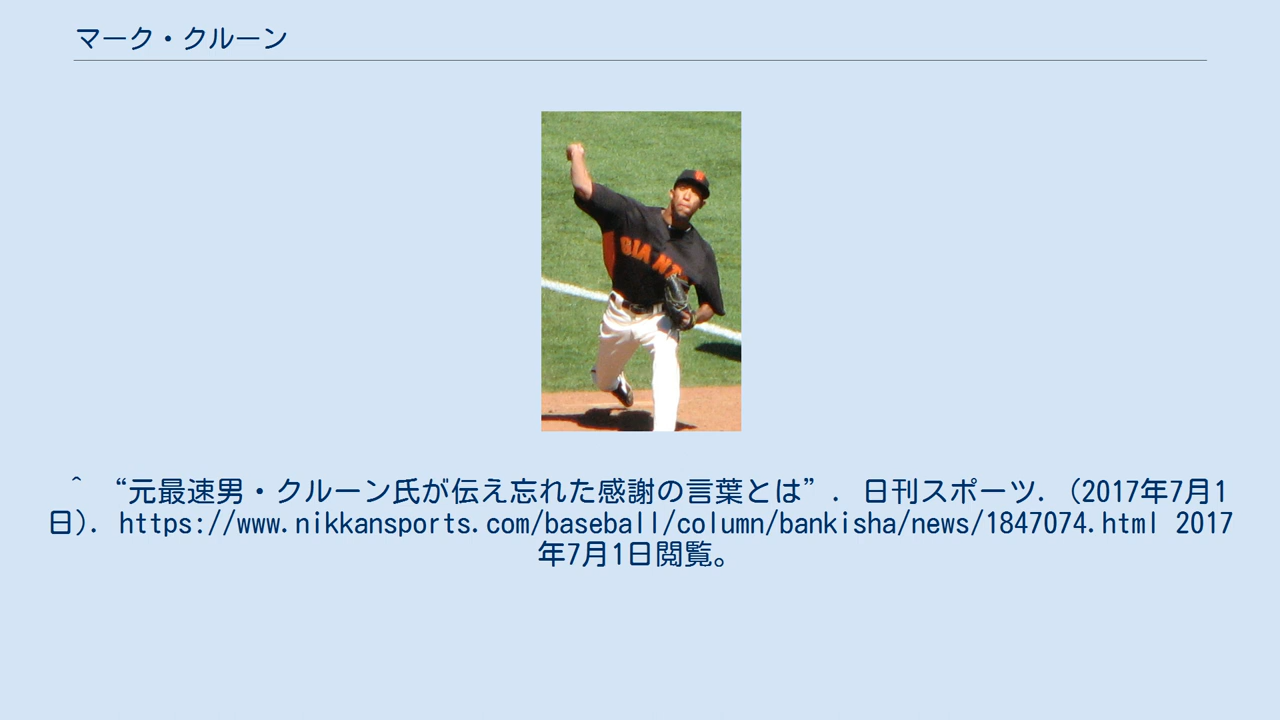 マーク・クルーン
GIANT
^ “元最速男・クルーン氏が伝え忘れた感謝の言葉とは”. 日刊スポーツ. (2017年7月1
日). https://www.nikkansports.com/baseball/column/bankisha/news/1847074.html 2017
年7月1日閲覧。